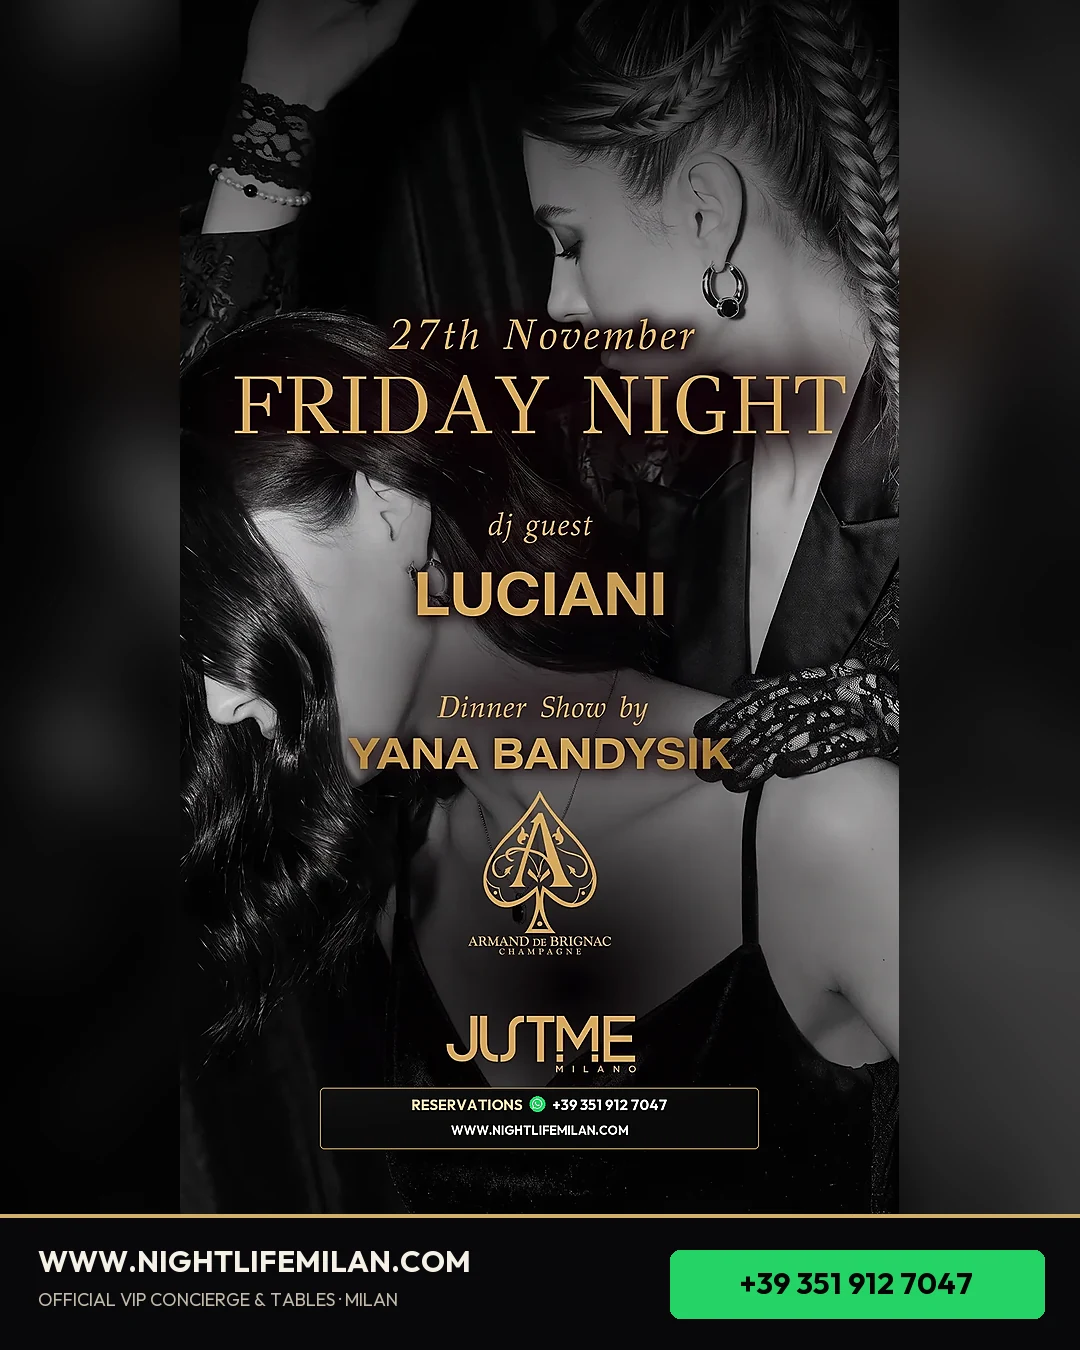 27th November
FRIDAY NIGHT
dj guest
LUCIANI
Dinner Show by
YANA BANDYSIK
A
ARMAND DE BRIGNAC
CHAMPAGNE
JUSTME
MILANO
RESERVATIONS +39 351 912 7047
WWW.NIGHTLIFEMILAN.COM
WWW.NIGHTLIFEMILAN.COM
OFFICIAL VIP CONCIERGE & TABLES · MILAN
+39 351 912 7047